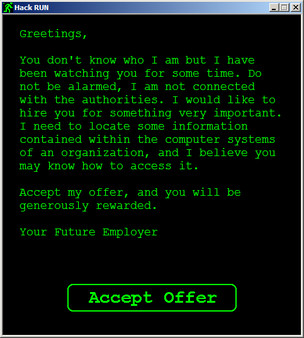 Hack RUN
Greetings,
You don't know who I am but I have
been watching you for some time. Do
not be alarmed, I am not connected
with the authorities. I would like to
hire you for something very important.
I need to locate some information
contained within the computer systems
of an organization, and I believe you
may know how to access it.
Accept my offer, and you will be
generously rewarded.
Your Future Employer
Accept Offer